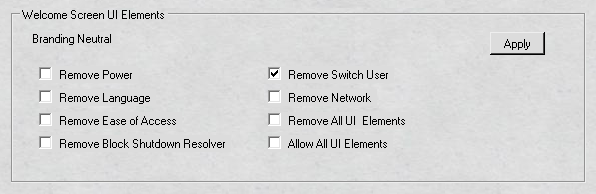 Welcome Screen UI Elements
Branding Neutral
Apply
Remove Power
Remove Switch User
Remove Language
Remove Network
Remove Ease of Access
Remove All UI Elements
Remove Block Shutdown Resolver
Allow All UI Elements